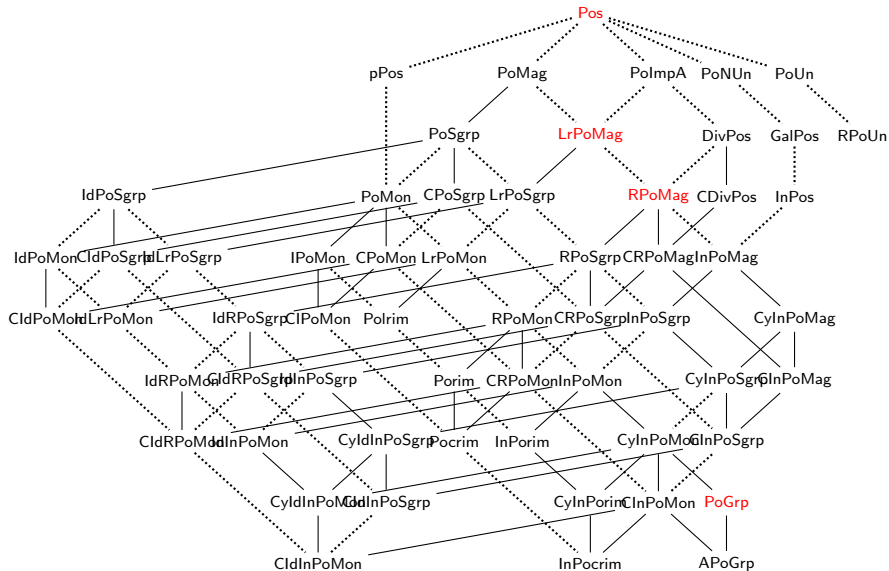 Pos
pPos PoMag PoImpA PoNUn PoUn
PoSgrp LrPoMag DivPos GalPos RPoUn
IdPoSgrp PoMon CPoSgrp LrPoSgrp RPoMag CDivPos InPos
IdPoMon CIdPoSgrp IdLrPoSgrp IPoMon CPoMon LrPoMon RPoSgrp CRPoMag InPoMag
CIdPoMon IdLrPoMon IdRPoSgrp CIPoMon Polrim RPoMon CRPoSgrp InPoSgrp CyInPoMag
IdRPoMon CIdRPoSgrp IdInPoSgrp Porim CRPoMon InPoMon CyInPoSgrp CInPoMag
CIdRPoMon IdInPoMon CyIdInPoSgrp Pocrim InPorim CyInPoMon CInPoSgrp
CyIdInPoMon CIdInPoSgrp CyInPorim CInPoMon PoGrp
CIdInPoMon InPocrim APoGrp